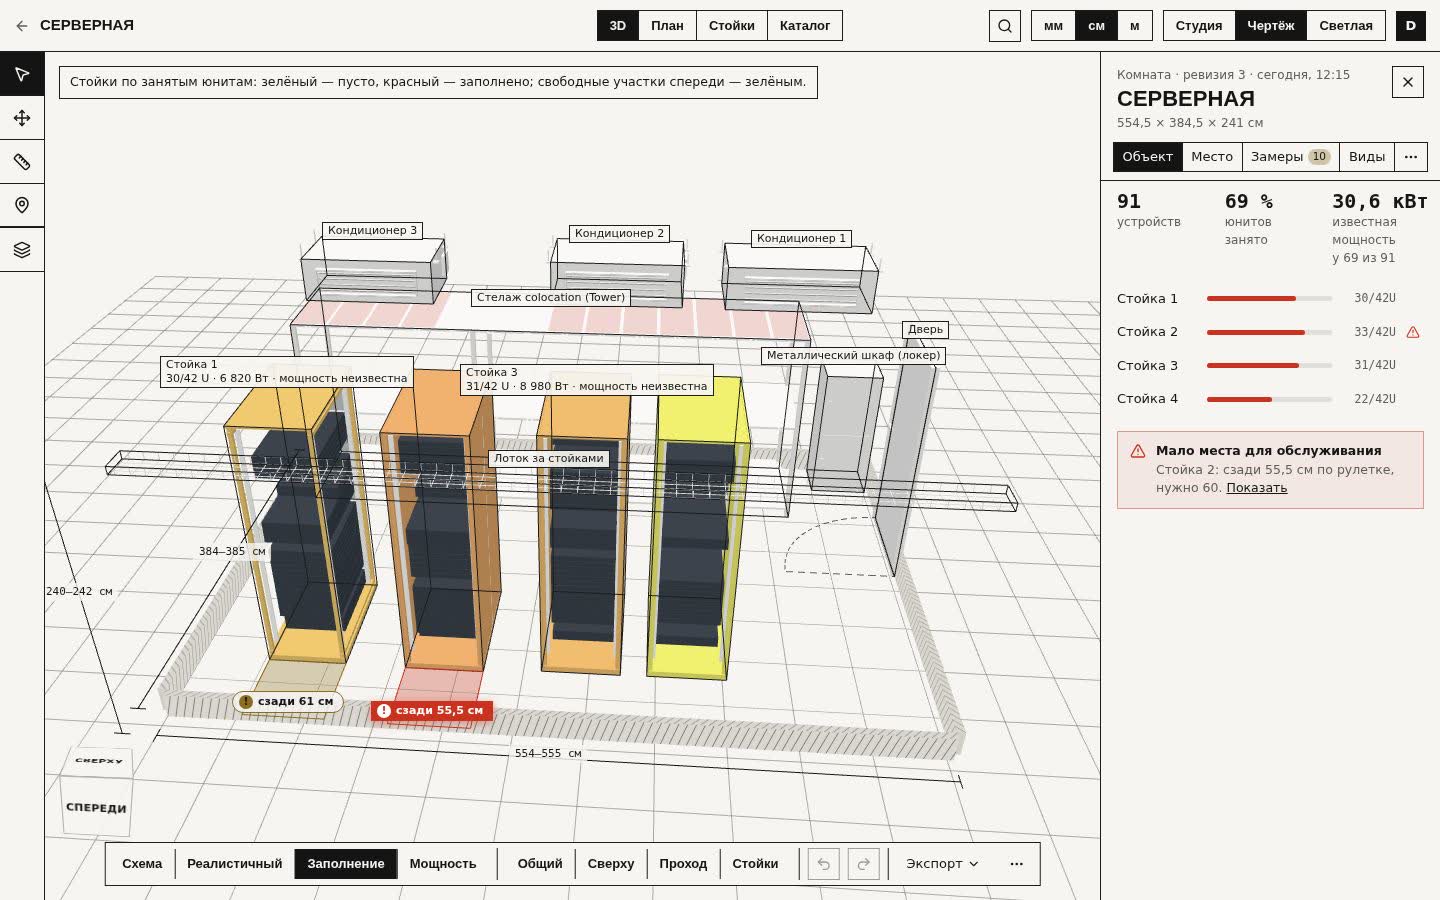 СЕРВЕРНАЯ
3D План Стойки Каталог
мм см м
Студия Чертёж Светлая
D
Стойки по занятым юнитам: зелёный — пусто, красный — заполнено; свободные участки спереди — зелёным.
Комната · ревизия 3 · сегодня, 12:15
СЕРВЕРНАЯ
554,5 × 384,5 × 241 см
Объект Место Замеры 10 Виды
91
устройств
69 %
юнитов
занято
30,6 кВт
известная
мощность
у 69 из 91
Стойка 1 30/42U
Стойка 2 33/42U
Стойка 3 31/42U
Стойка 4 22/42U
Мало места для обслуживания
Стойка 2: сзади 55,5 см по рулетке,
нужно 60. Показать
Кондиционер 3
Кондиционер 2
Кондиционер 1
Стелаж colocation (Tower)
Дверь
Металлический шкаф (локер)
Стойка 1
30/42 U · 6 820 Вт · мощность неизвестна
Стойка 3
31/42 U · 8 980 Вт · мощность неизвестна
Лоток за стойками
384–385 см
240–242 см
сзади 61 см
сзади 55,5 см
554–555 см
СВЕРХУ
СПЕРЕДИ
Схема Реалистичный Заполнение Мощность Общий Сверху Проход Стойки Экспорт